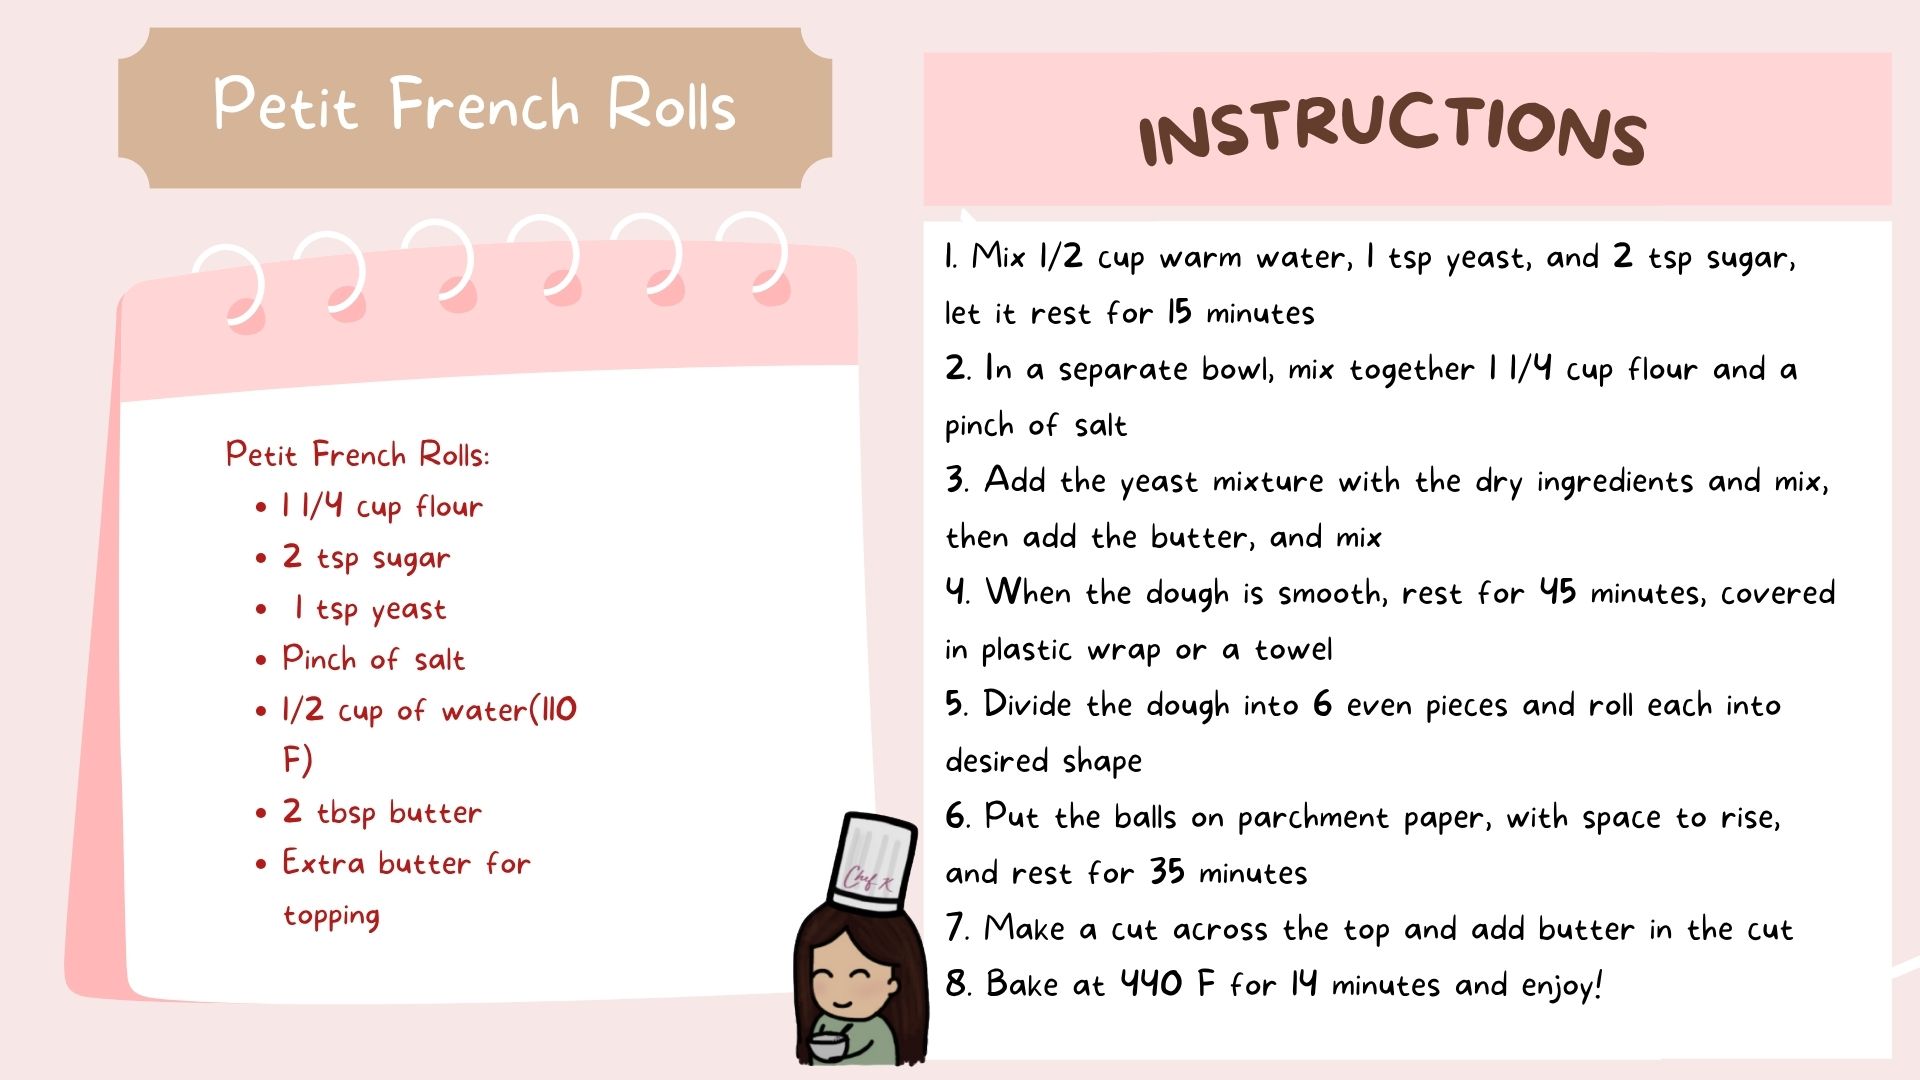 Petit French Rolls
Petit French Rolls:
• 1 1/4 cup flour
• 2 tsp sugar
• 1 tsp yeast
• Pinch of salt
• 1/2 cup of water(110
F)
• 2 tbsp butter
• Extra butter for
topping
Chef K
INSTRUCTIONS
1. Mix 1/2 cup warm water, 1 tsp yeast, and 2 tsp sugar,
let it rest for 15 minutes
2. In a separate bowl, mix together 1 1/4 cup flour and a
pinch of salt
3. Add the yeast mixture with the dry ingredients and mix,
then add the butter, and mix
4. When the dough is smooth, rest for 45 minutes, covered
in plastic wrap or a towel
5. Divide the dough into 6 even pieces and roll each into
desired shape
6. Put the balls on parchment paper, with space to rise,
and rest for 35 minutes
7. Make a cut across the top and add butter in the cut
8. Bake at 440 F for 14 minutes and enjoy!